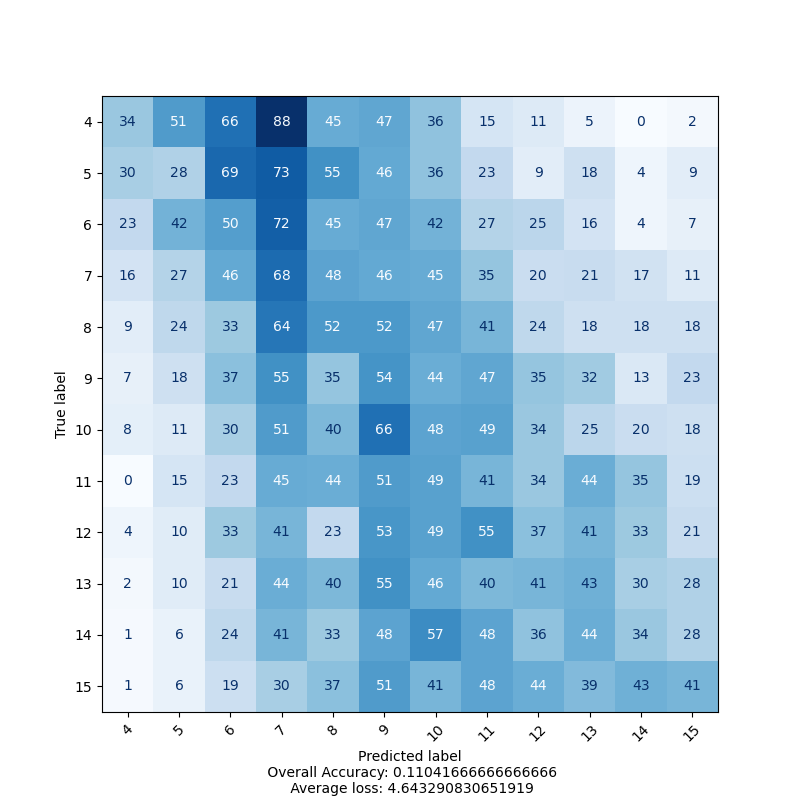 4 34 51 66 88 45 47 36 15 11 5 0 2
5 30 28 69 73 55 46 36 23 9 18 4 9
6 23 42 50 72 45 47 42 27 25 16 4 7
7 16 27 46 68 48 46 45 35 20 21 17 11
8 9 24 33 64 52 52 47 41 24 18 18 18
9 7 18 37 55 35 54 44 47 35 32 13 23
10 8 11 30 51 40 66 48 49 34 25 20 18
11 0 15 23 45 44 51 49 41 34 44 35 19
12 4 10 33 41 23 53 49 55 37 41 33 21
13 2 10 21 44 40 55 46 40 41 43 30 28
14 1 6 24 41 33 48 57 48 36 44 34 28
15 1 6 19 30 37 51 41 48 44 39 43 41
True label
4 5 6 7 8 9 10 11 12 13 14 15
Predicted label
Overall Accuracy: 0.11041666666666666
Average loss: 4.643290830651919